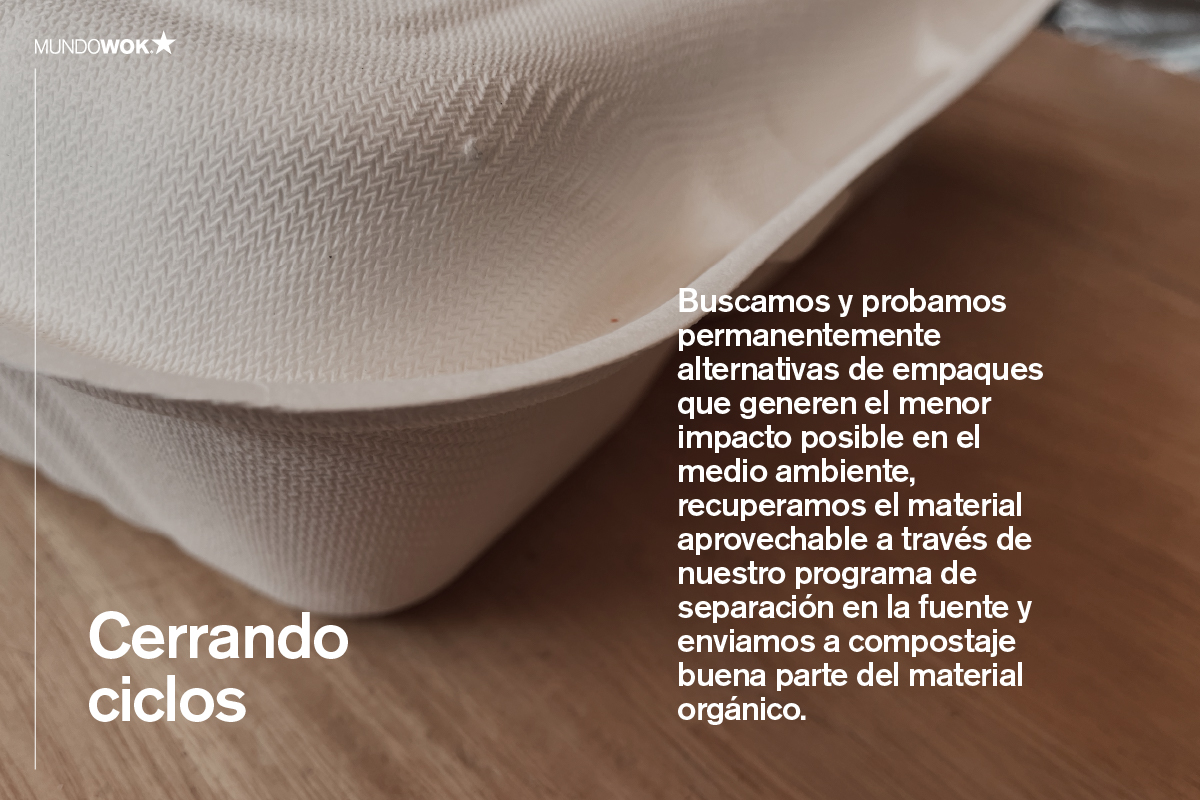 MUNDOWOK.
Cerrando
ciclos
Buscamos y probamos
permanentemente
alternativas de empaques
que generen el menor
impacto posible en el
medio ambiente,
recuperamos el material
aprovechable a través de
nuestro programa de
separación en la fuente y
enviamos a compostaje
buena parte del material
orgánico.